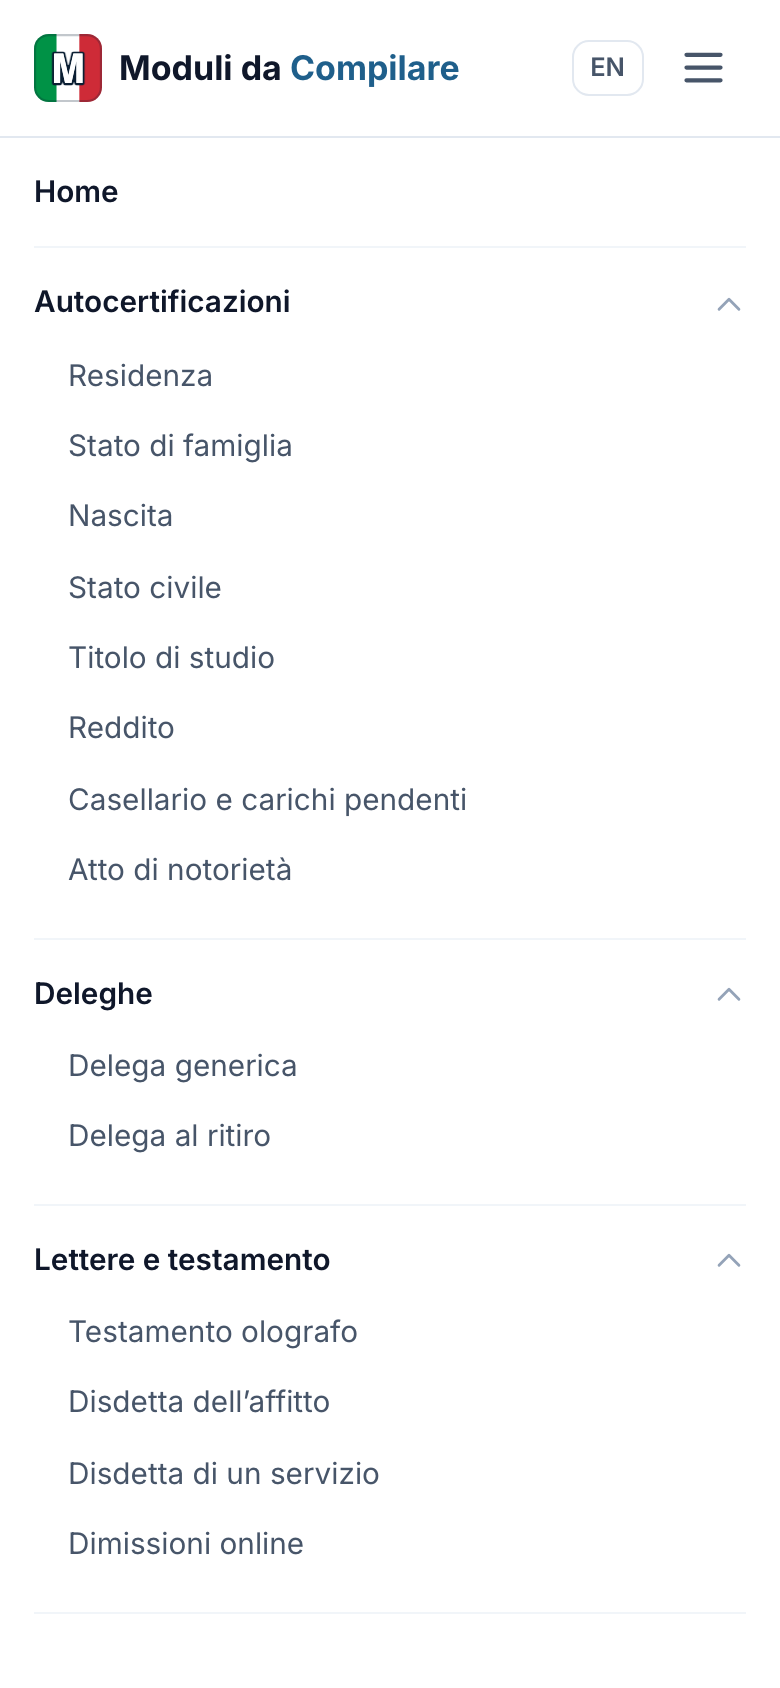 M
Moduli da Compilare
EN
Home
Autocertificazioni
Residenza
Stato di famiglia
Nascita
Stato civile
Titolo di studio
Reddito
Casellario e carichi pendenti
Atto di notorietà
Deleghe
Delega generica
Delega al ritiro
Lettere e testamento
Testamento olografo
Disdetta dell’affitto
Disdetta di un servizio
Dimissioni online